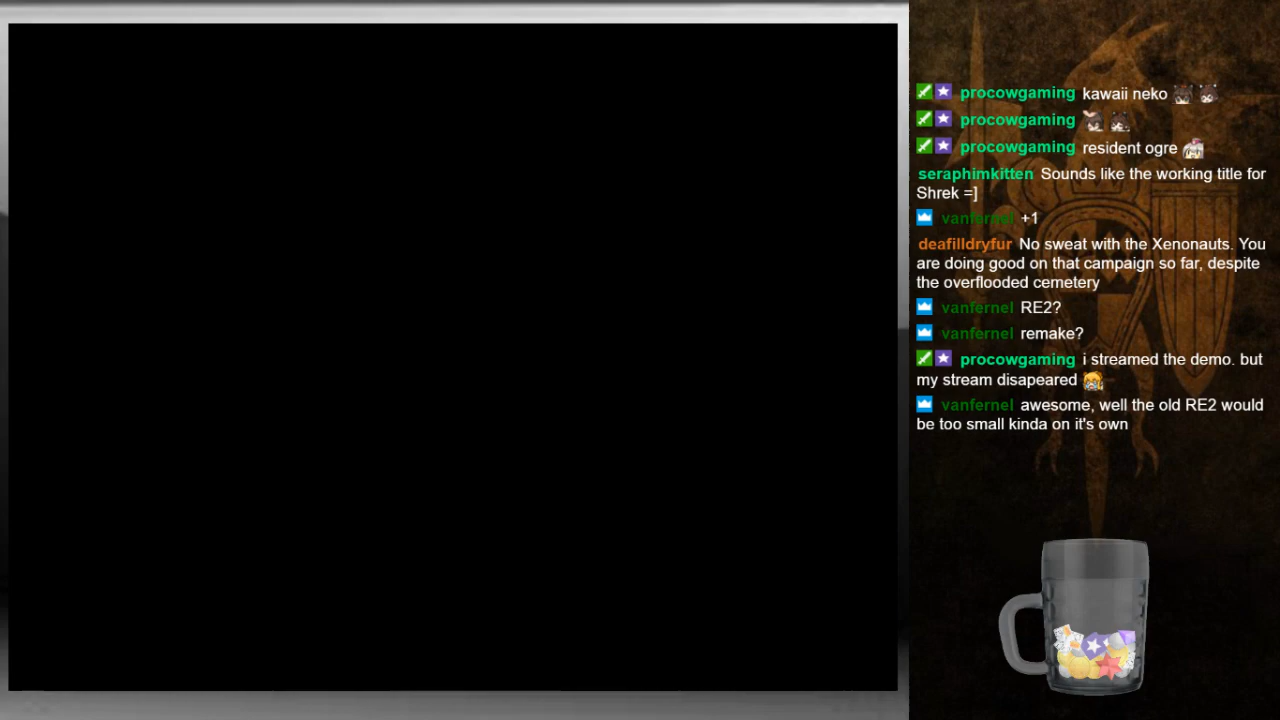 procowgaming kawaii neko
procowgaming
procowgaming resident ogre
seraphimkitten Sounds like the working title for
Shrek =]
vanfernel +1
deafilldryfur No sweat with the Xenonauts. You
are doing good on that campaign so far, despite
the overflooded cemetery
vanfernel RE2?
vanfernel remake?
procowgaming i streamed the demo. but
my stream disapeared
vanfernel awesome, well the old RE2 would
be too small kinda on it's own